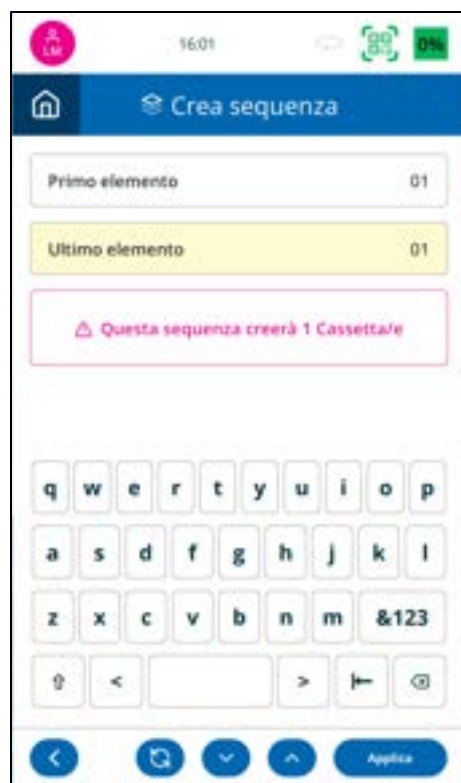 LM 16:01 0%
Crea sequenza
Primo elemento 01
Ultimo elemento 01
Questa sequenza creerà 1 Cassetta/e
q w e r t y u i o p
a s d f g h j k l
z x c v b n m &123
< >
Applica